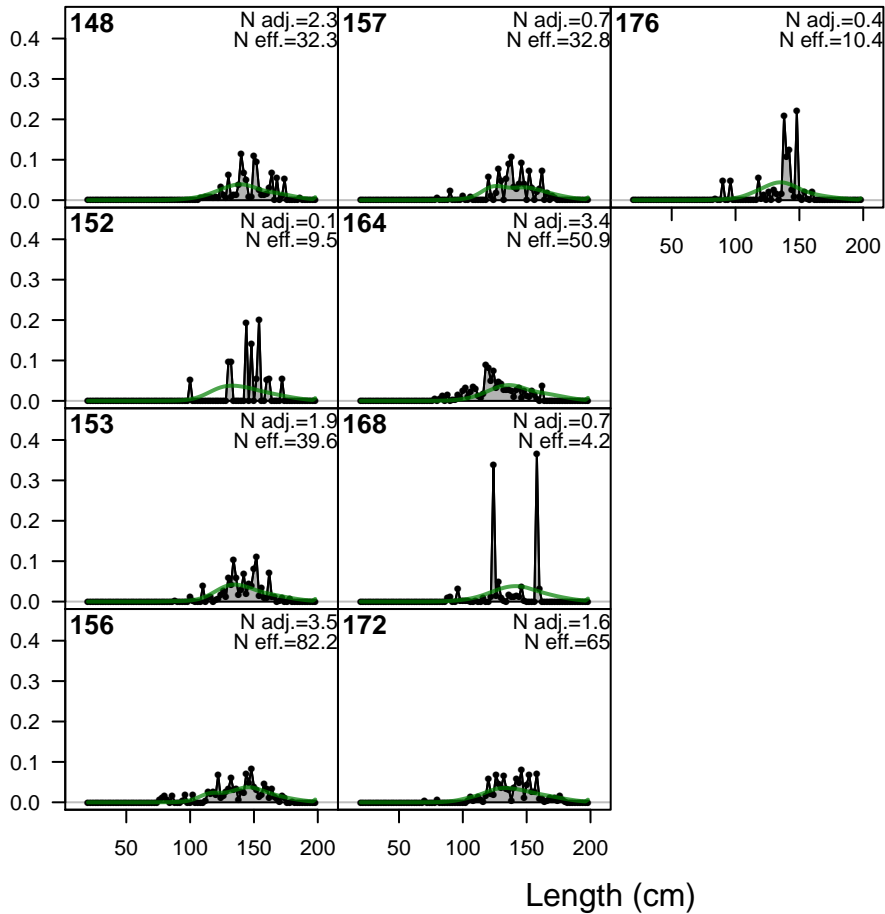 148
N adj.=2.3
N eff.=32.3
157
N adj.=0.7
N eff.=32.8
176
N adj.=0.4
N eff.=10.4
0.4
0.3
0.2
0.1
0.0
50 100 150 200
152
N adj.=0.1
N eff.=9.5
164
N adj.=3.4
N eff.=50.9
0.4
0.3
0.2
0.1
0.0
153
N adj.=1.9
N eff.=39.6
168
N adj.=0.7
N eff.=4.2
0.4
0.3
0.2
0.1
0.0
156
N adj.=3.5
N eff.=82.2
172
N adj.=1.6
N eff.=65
0.4
0.3
0.2
0.1
0.0
50 100 150 200
50 100 150 200
Length (cm)